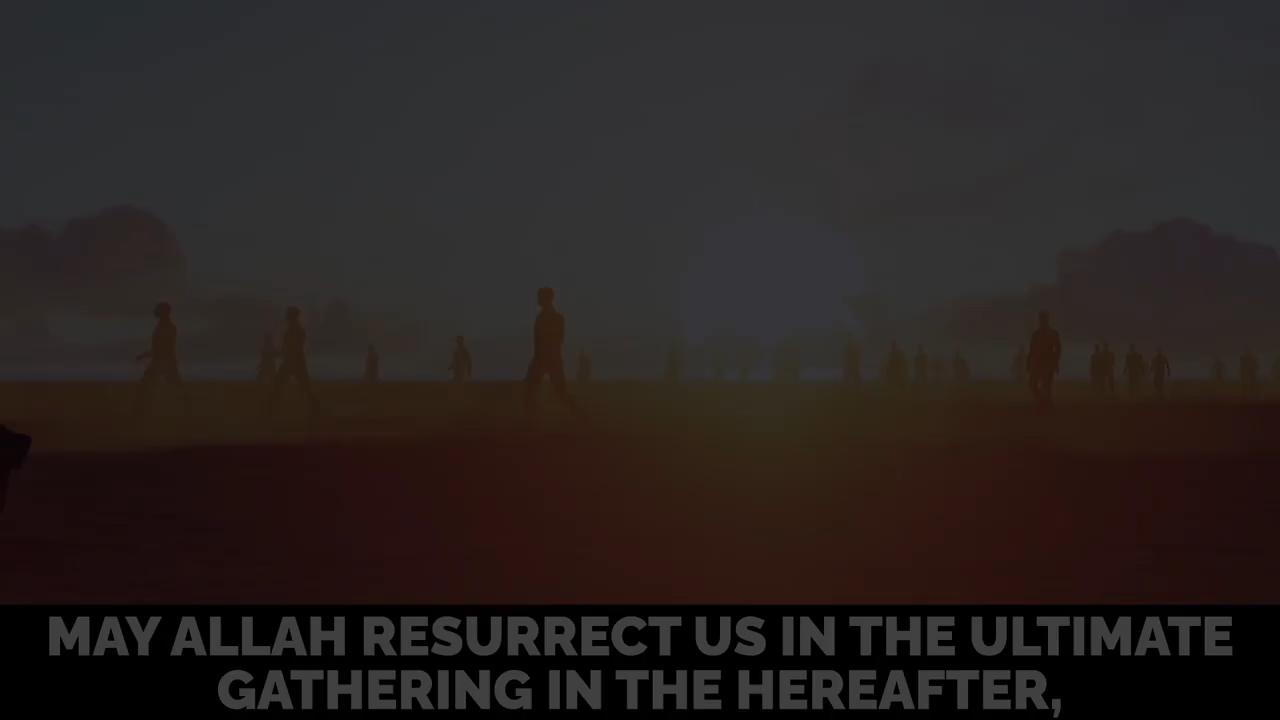 MAY ALLAH RESURRECT US IN THE ULTIMATE
GATHERING IN THE HEREAFTER,